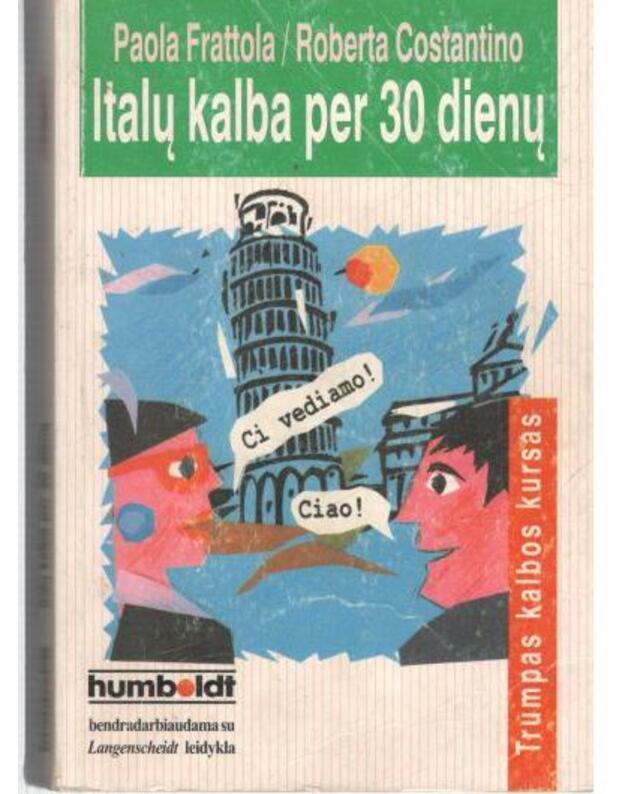 Paola Frattola / Roberta Costantino
Italų kalba per 30 dienų
Ci vediamo!
Ciao!
Trumpas kalbos kursas
humboldt
bendradarbiaudama su
Langenscheidt leidykla